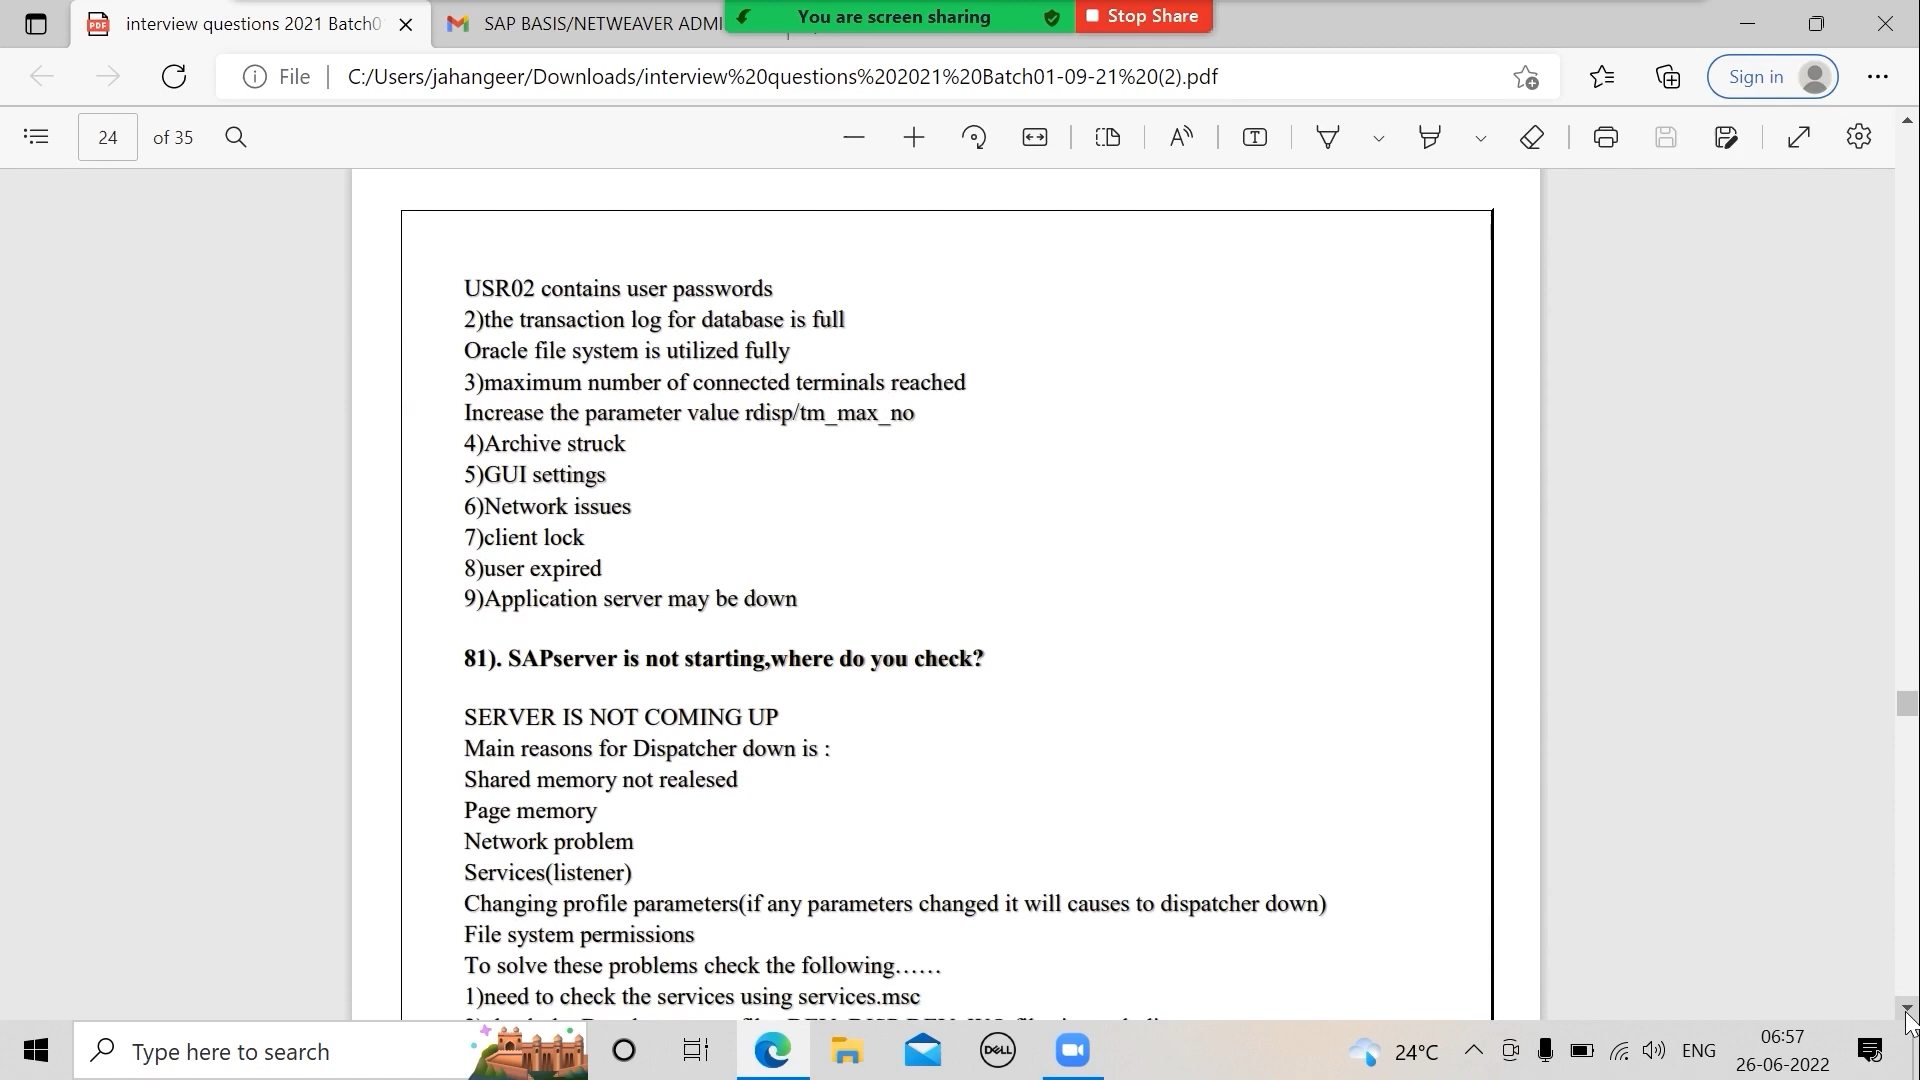 interview questions 2021 Batch0
SAP BASIS/NETWEAVER ADMI
You are screen sharing
Stop Share
File
C:/Users/jahangeer/Downloads/interview%20questions%202021%20Batch01-09-21%20(2).pdf
Sign in
24 of 35
USR02 contains user passwords
2)the transaction log for database is full
Oracle file system is utilized fully
3)maximum number of connected terminals reached
Increase the parameter value rdisp/tm_max_no
4)Archive struck
5)GUI settings
6)Network issues
7)client lock
8)user expired
9)Application server may be down
81). SAPserver is not starting,where do you check?
SERVER IS NOT COMING UP
Main reasons for Dispatcher down is :
Shared memory not realesed
Page memory
Network problem
Services(listener)
Changing profile parameters(if any parameters changed it will causes to dispatcher down)
File system permissions
To solve these problems check the following……
1)need to check the services using services.msc
Type here to search
DELL
24°C
ENG
06:57
26-06-2022